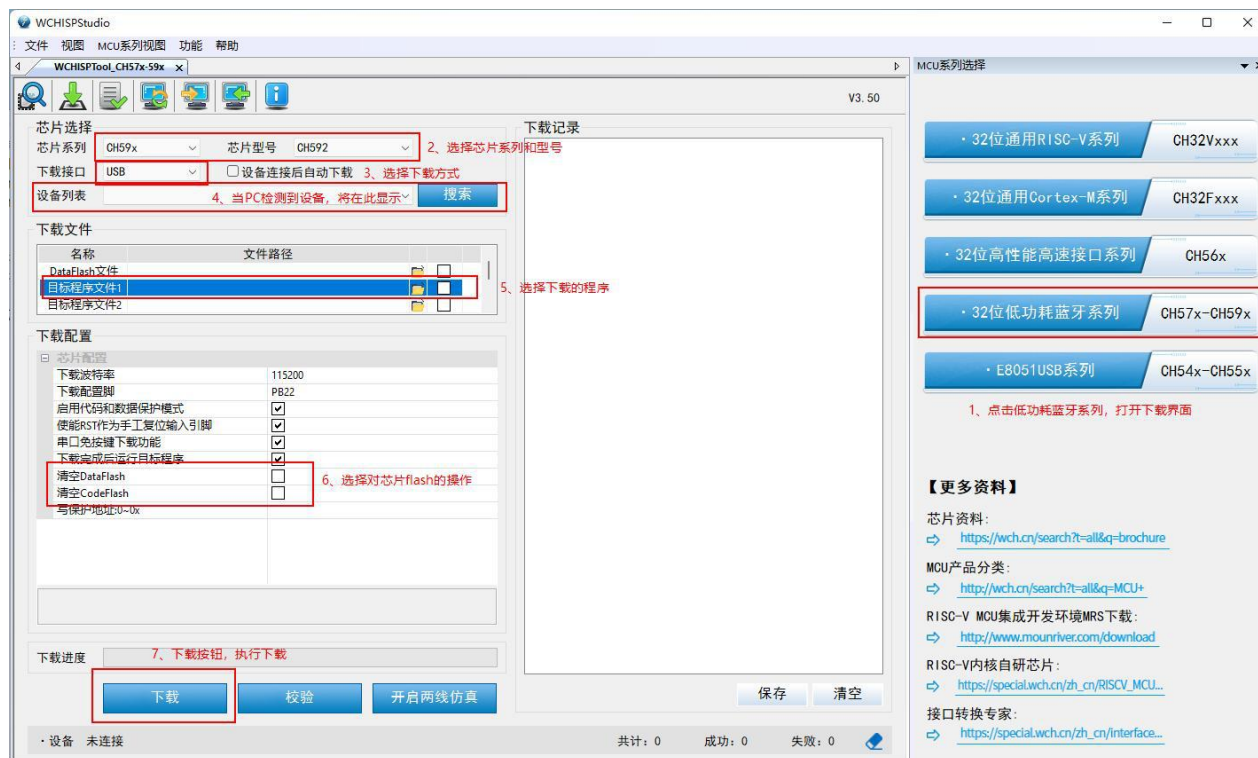 WCHISPStudio
文件 视图 MCU系列视图 功能 帮助
WCHISPTool_CH57x-59x x
MCU系列选择
V3.50
芯片选择
芯片系列 CH59x 芯片型号 CH592 2、选择芯片系列和型号
下载接口 USB 设备连接后自动下载 3、选择下载方式
设备列表 4、当PC检测到设备，将在此显示 搜索
下载文件
名称 文件路径
DataFlash文件
目标程序文件1 5、选择下载的程序
目标程序文件2
下载配置
芯片配置
下载波特率 115200
下载配置脚 PB22
启用代码和数据保护模式
使能RST作为手工复位输入引脚
串口免按键下载功能
下载完成后运行目标程序
清空DataFlash
6、选择对芯片flash的操作
清空CodeFlash
写保护地址:0~0x
下载进度 7、下载按钮，执行下载
下载 校验 开启两线仿真
下载记录
保存 清空
·32位通用RISC-V系列 CH32Vxxx
·32位通用Cortex-M系列 CH32Fxxx
·32位高性能高速接口系列 CH56x
·32位低功耗蓝牙系列 CH57x-CH59x
·E8051USB系列 CH54x-CH55x
1、点击低功耗蓝牙系列，打开下载界面
【更多资料】
芯片资料:
https://wch.cn/search?t=all&q=brochure
MCU产品分类:
http://wch.cn/search?t=all&q=MCU+
RISC-V MCU集成开发环境MRS下载:
http://www.mounriver.com/download
RISC-V内核自研芯片:
https://special.wch.cn/zh_cn/RISCV_MCU...
接口转换专家:
https://special.wch.cn/zh_cn/interface...
·设备 未连接 共计: 0 成功: 0 失败: 0